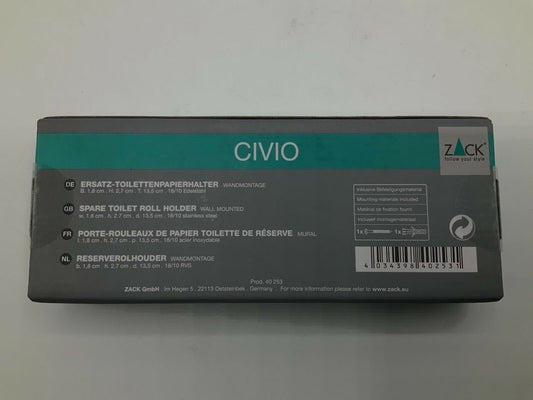 CIVIO
ZACK
follow your style
DE ERSATZ-TOILETTENPAPIERHALTER WANDMONTAGE
B. 1,8 cm . H. 2,7 cm . T. 13,5 cm . 18/10 Edelstahl
GB SPARE TOILET ROLL HOLDER WALL MOUNTED
w. 1,8 cm . h. 2,7 cm . d. 13,5 cm . 18/10 stainless steel
FR PORTE-ROULEAUX DE PAPIER TOILETTE DE RÉSERVE MURAL
l. 1,8 cm . h. 2,7 cm . p. 13,5 cm . 18/10 acier inoxydable
NL RESERVEROLHOUDER WANDMONTAGE
b. 1,8 cm . h. 2,7 cm . d. 13,5 cm . 18/10 RVS
Inklusive Befestigungsmaterial
Mounting materials included
Matériel de fixation fourni
Inclusief montagemateriaal
1x 1x
4 034398 402531
Prod. 40 253
ZACK GmbH . Im Hegen 5 . 22113 Oststeinbek . Germany . For more information please refer to www.zack.eu